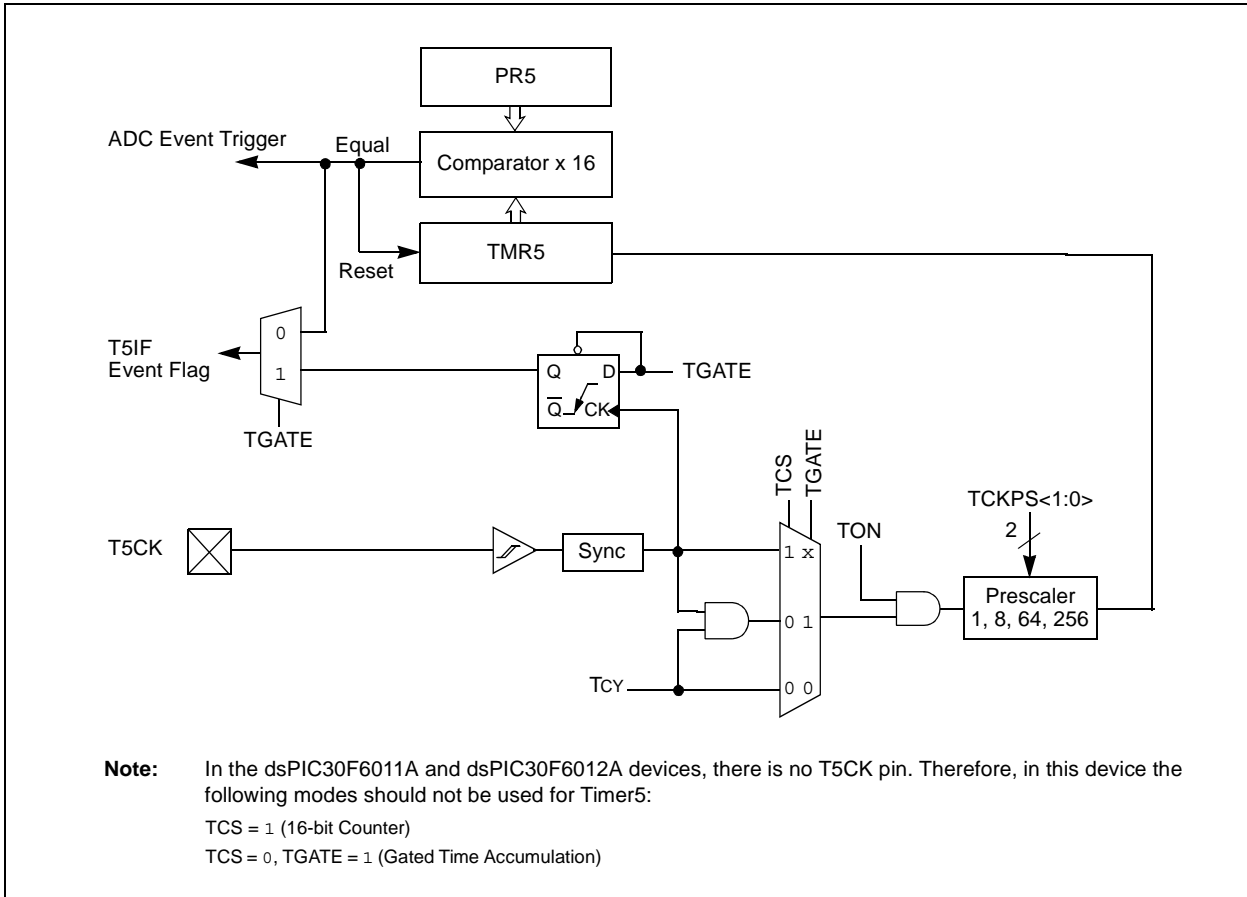 PR5
ADC Event Trigger
Equal
Comparator x 16
Reset
TMR5
0
1
T5IF
Event Flag
TGATE
Q
D
Q
CK
TGATE
TCS
TGATE
TCKPS<1:0>
2
TON
T5CK
Sync
1 x
Prescaler
1, 8, 64, 256
0 1
TCY
0 0
Note: In the dsPIC30F6011A and dsPIC30F6012A devices, there is no T5CK pin. Therefore, in this device the
following modes should not be used for Timer5:
TCS = 1 (16-bit Counter)
TCS = 0, TGATE = 1 (Gated Time Accumulation)